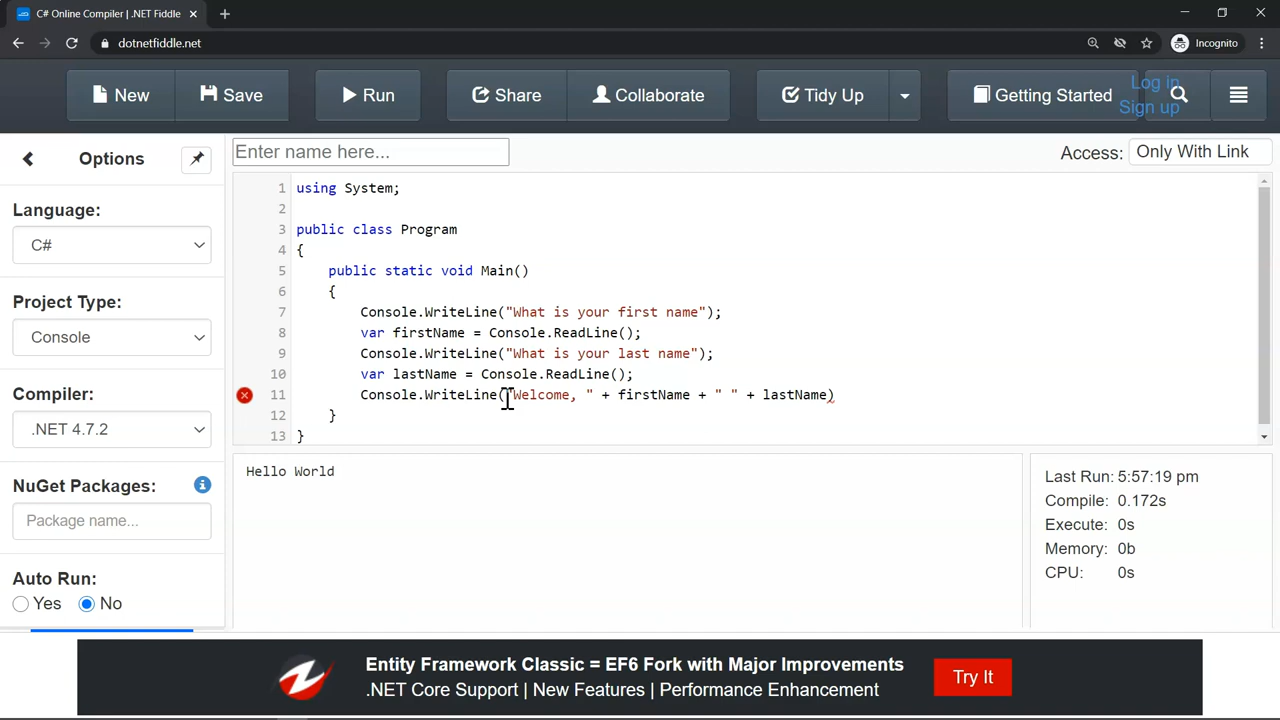 C# Online Compiler | .NET Fiddle
dotnetfiddle.net
Incognito
New
Save
Run
Share
Collaborate
Tidy Up
Getting Started
Log in
Sign up
Options
Enter name here...
Access:
Only With Link
Language:
C#
Project Type:
Console
Compiler:
.NET 4.7.2
NuGet Packages:
Package name...
Auto Run:
Yes
No
1 using System;
2
3 public class Program
4 {
5 public static void Main()
6 {
7 Console.WriteLine("What is your first name");
8 var firstName = Console.ReadLine();
9 Console.WriteLine("What is your last name");
10 var lastName = Console.ReadLine();
11 Console.WriteLine("Welcome, " + firstName + " " + lastName)
12 }
13 }
Hello World
Last Run: 5:57:19 pm
Compile: 0.172s
Execute: 0s
Memory: 0b
CPU: 0s
Entity Framework Classic = EF6 Fork with Major Improvements
.NET Core Support | New Features | Performance Enhancement
Try It